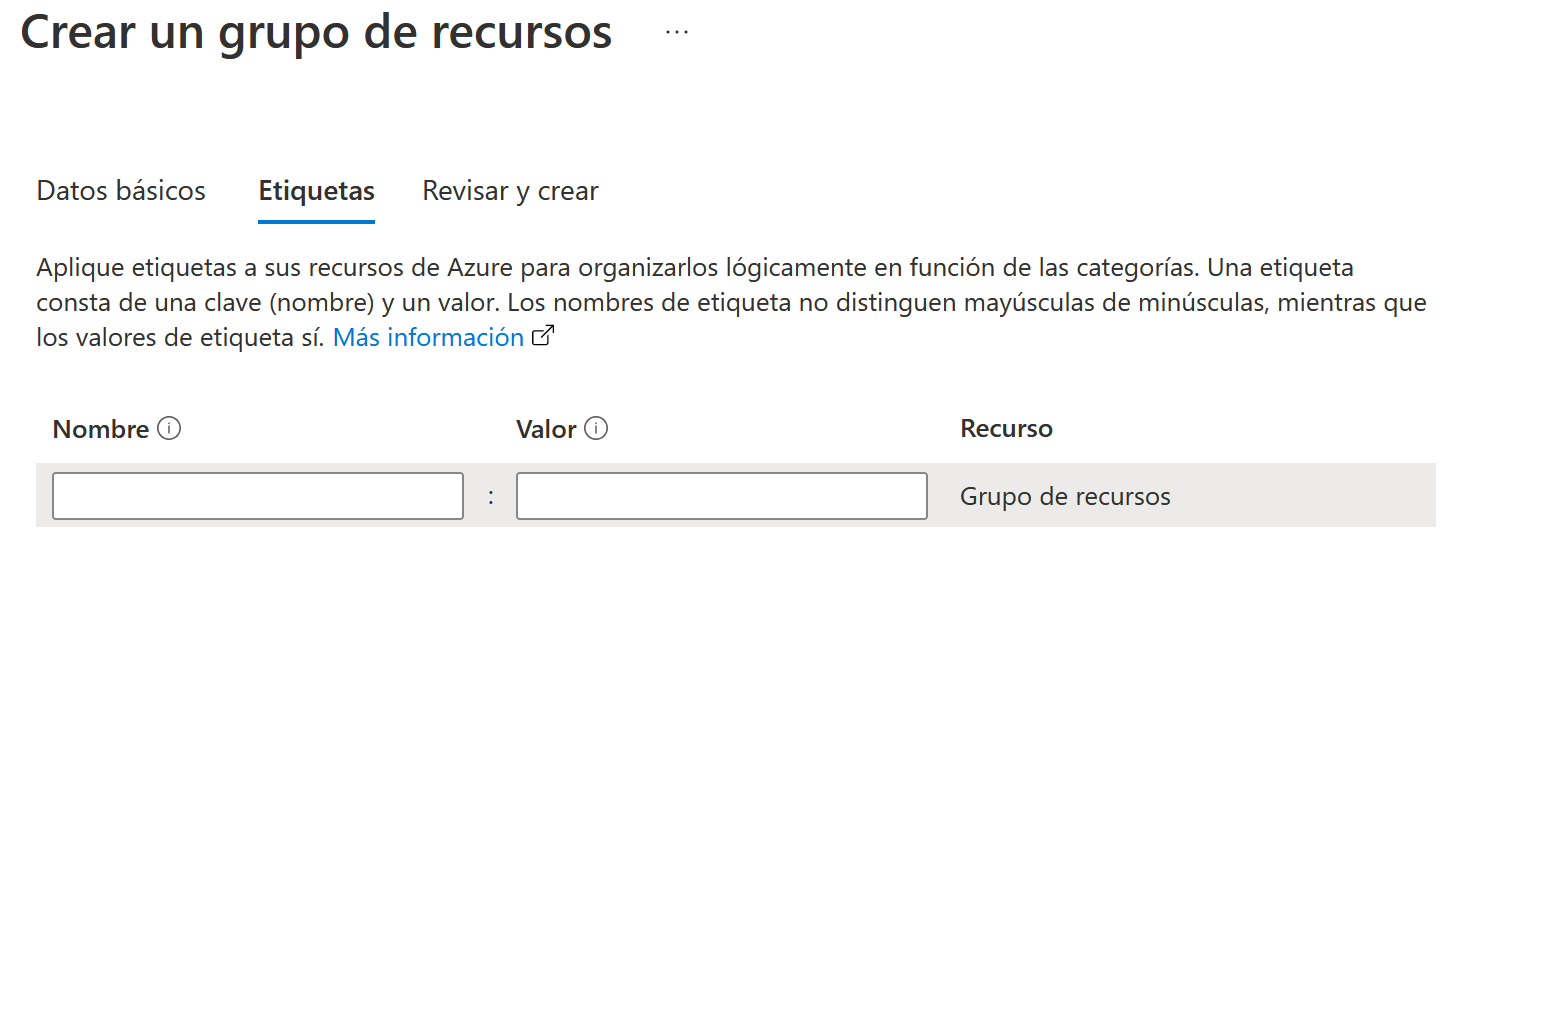 Crear un grupo de recursos ...
Datos básicos Etiquetas Revisar y crear
Aplique etiquetas a sus recursos de Azure para organizarlos lógicamente en función de las categorías. Una etiqueta
consta de una clave (nombre) y un valor. Los nombres de etiqueta no distinguen mayúsculas de minúsculas, mientras que
los valores de etiqueta sí. Más información
Nombre Valor Recurso
: Grupo de recursos